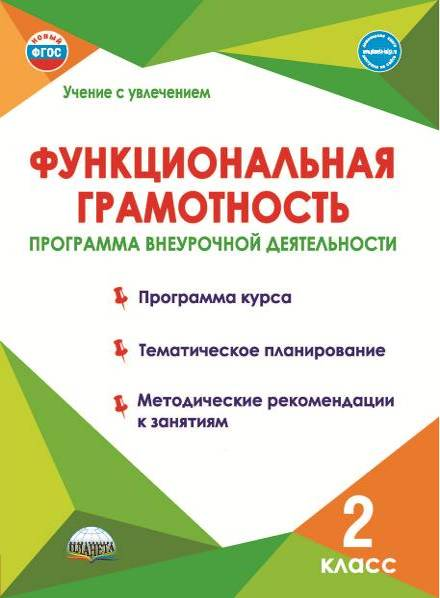 НОВЫЙ
ФГОС
Учение с увлечением
ФУНКЦИОНАЛЬНАЯ
ГРАМОТНОСТЬ
ПРОГРАММА ВНЕУРОЧНОЙ ДЕЯТЕЛЬНОСТИ
Программа курса
Тематическое планирование
Методические рекомендации
к занятиям
ПЛАНЕТА
2
класс